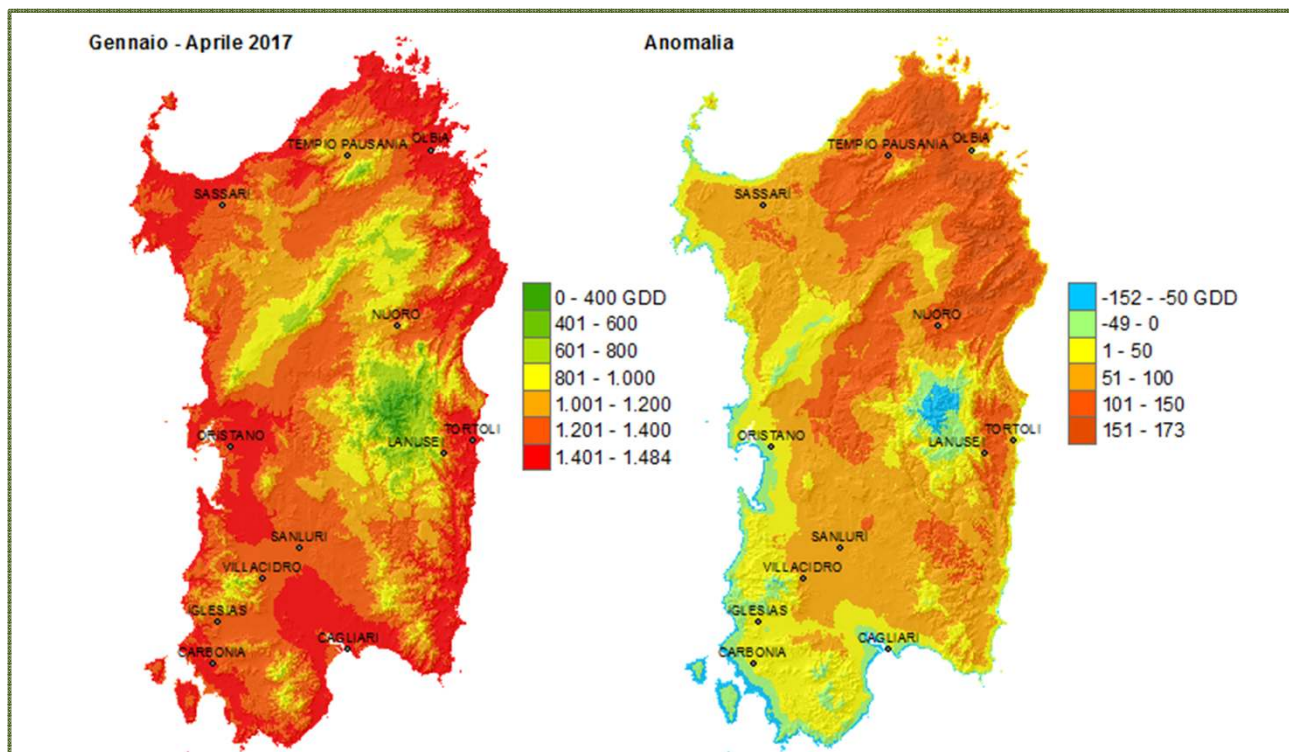 Gennaio - Aprile 2017
TEMPIO PAUSANIA
OLBIA
SASSARI
NUORO
ORISTANO
TORTOLI
LANUSEI
SANLURI
VILLACIDRO
IGLESIAS
CAGLIARI
CARBONIA
0 - 400 GDD
401 - 600
601 - 800
801 - 1.000
1.001 - 1.200
1.201 - 1.400
1.401 - 1.484
Anomalia
TEMPIO PAUSANIA
OLBIA
SASSARI
NUORO
ORISTANO
TORTOLI
LANUSEI
SANLURI
VILLACIDRO
IGLESIAS
CAGLIARI
CARBONIA
-152 - -50 GDD
-49 - 0
1 - 50
51 - 100
101 - 150
151 - 173